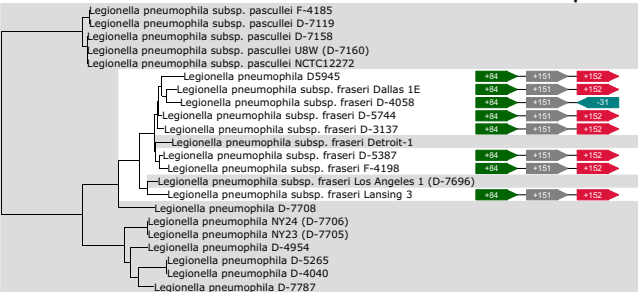 Legionella pneumophila subsp. pascullei F-4185
Legionella pneumophila subsp. pascullei D-7119
Legionella pneumophila subsp. pascullei D-7158
Legionella pneumophila subsp. pascullei U8W (D-7160)
Legionella pneumophila subsp. pascullei NCTC12272
Legionella pneumophila D5945 +84 +151 +152
Legionella pneumophila subsp. fraseri Dallas 1E +84 +151 +152
Legionella pneumophila subsp. fraseri D-4058 +84 +151 -31
Legionella pneumophila subsp. fraseri D-5744 +84 +151 +152
Legionella pneumophila subsp. fraseri D-3137 +84 +151 +152
Legionella pneumophila subsp. fraseri Detroit-1
Legionella pneumophila subsp. fraseri D-5387 +84 +151 +152
Legionella pneumophila subsp. fraseri F-4198 +84 +151 +152
Legionella pneumophila subsp. fraseri Los Angeles 1 (D-7696)
Legionella pneumophila subsp. fraseri Lansing 3 +84 +151 +152
Legionella pneumophila D-7708
Legionella pneumophila NY24 (D-7706)
Legionella pneumophila NY23 (D-7705)
Legionella pneumophila D-4954
Legionella pneumophila D-5265
Legionella pneumophila D-4040
Legionella pneumophila D-7787